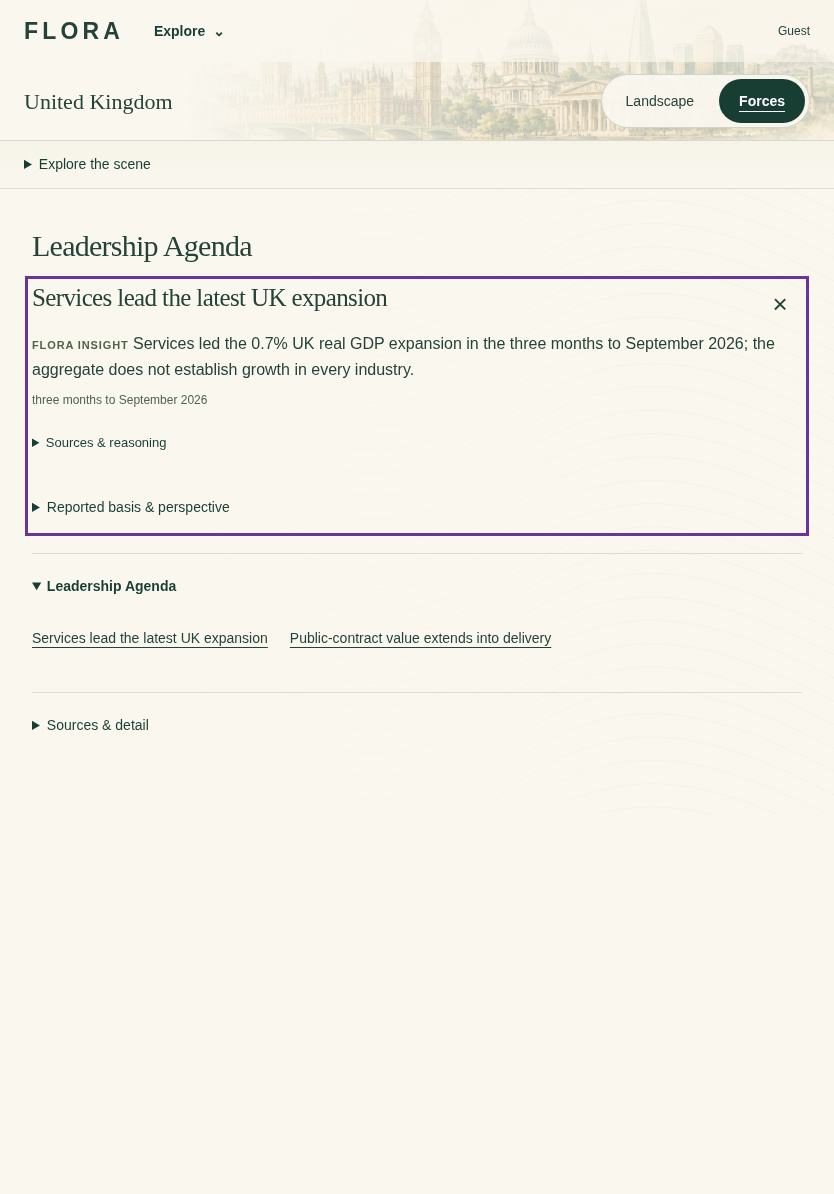 FLORA
Explore
Guest
United Kingdom
Landscape
Forces
Explore the scene
Leadership Agenda
Services lead the latest UK expansion
FLORA INSIGHT Services led the 0.7% UK real GDP expansion in the three months to September 2026; the
aggregate does not establish growth in every industry.
three months to September 2026
Sources & reasoning
Reported basis & perspective
Leadership Agenda
Services lead the latest UK expansion
Public-contract value extends into delivery
Sources & detail